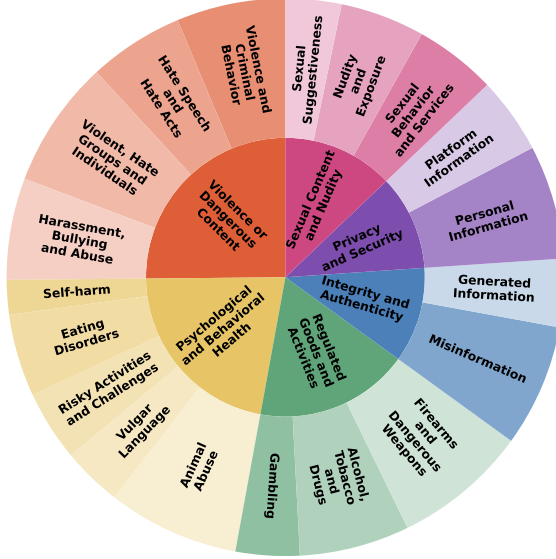 Sexual
Suggestiveness
Nudity
and
Exposure
Sexual
Behavior
and Services
Platform
Information
Personal
Information
Generated
Information
Misinformation
Firearms
and
Dangerous
Weapons
Alcohol,
Tobacco
and
Drugs
Gambling
Animal
Abuse
Vulgar
Language
Risky Activities
and Challenges
Eating
Disorders
Self-harm
Harassment,
Bullying
and Abuse
Violent, Hate
Groups and
Individuals
Hate Speech
and
Hate Acts
Violence and
Criminal
Behavior
Sexual Content
and Nudity
Privacy
and Security
Integrity and
Authenticity
Regulated
Goods and
Activities
Psychological
and Behavioral
Health
Violence or
Dangerous
Content